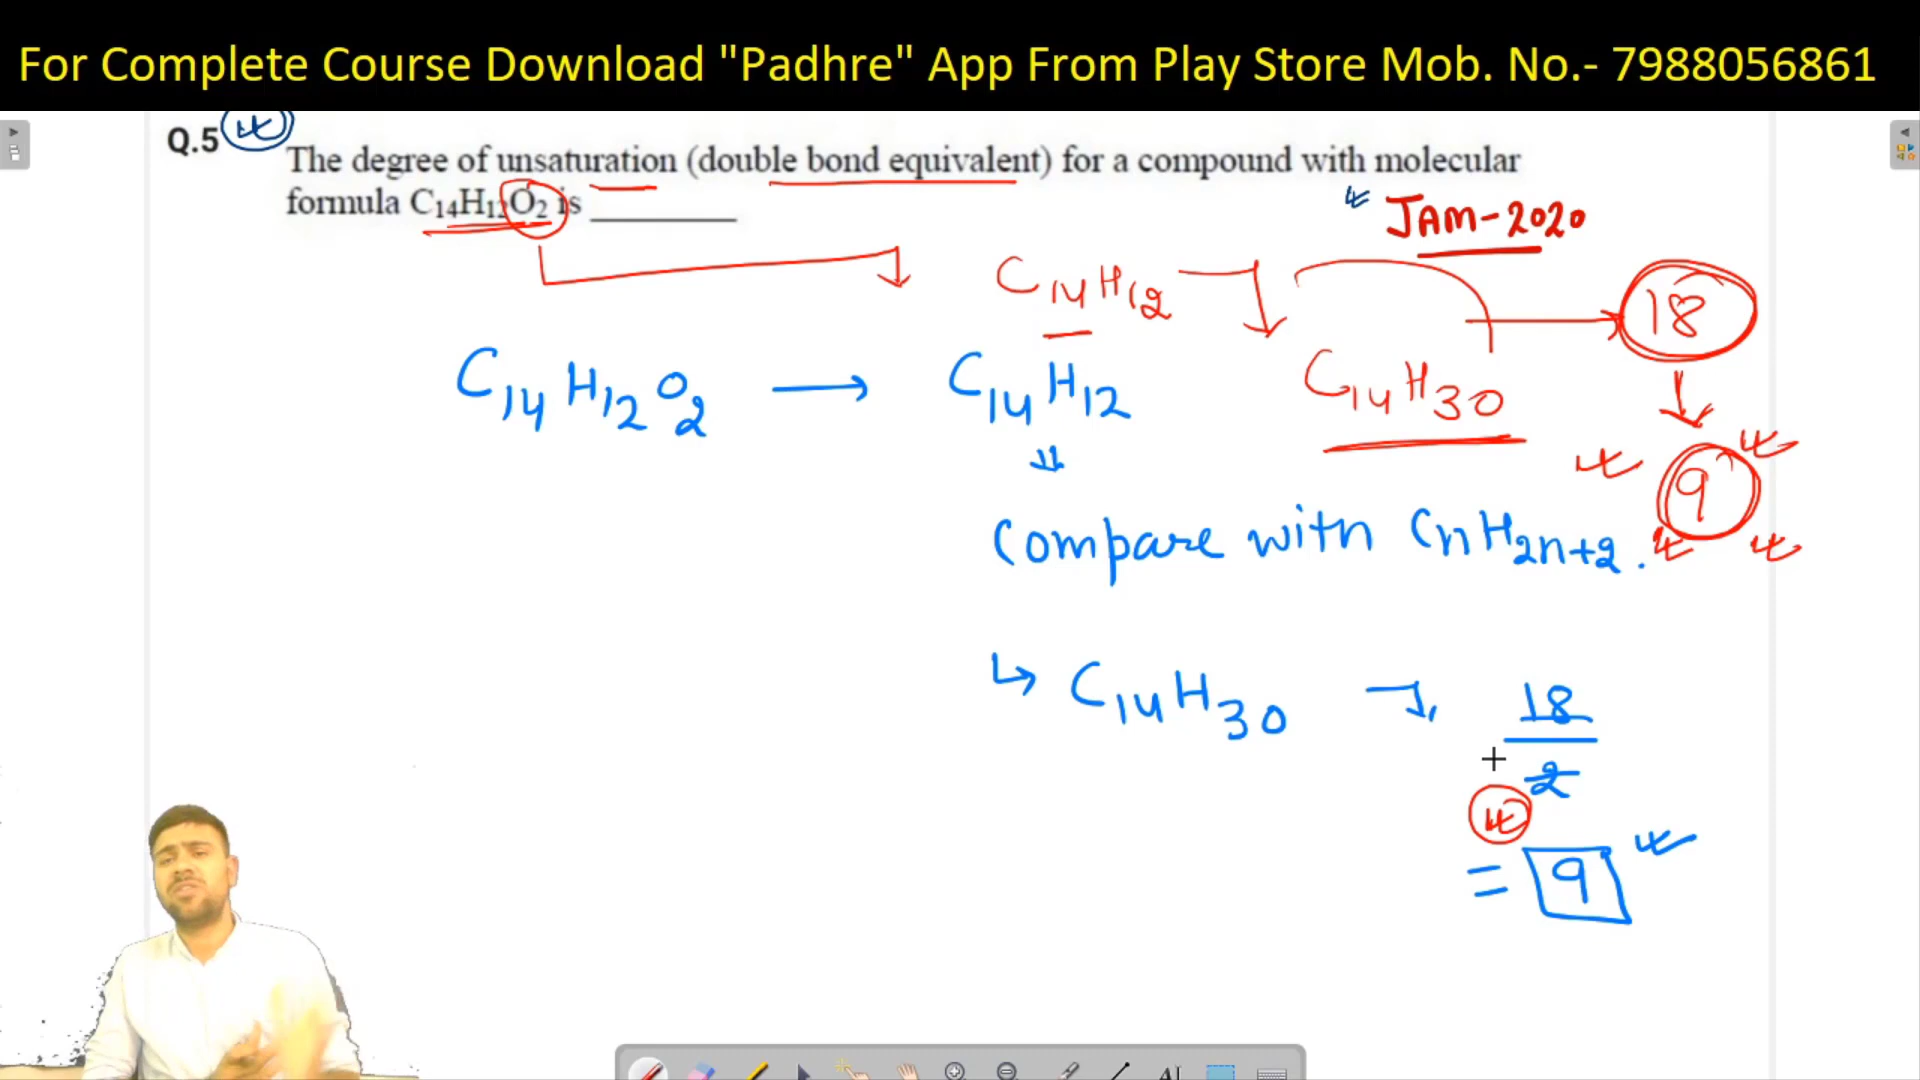 For Complete Course Download "Padhre" App From Play Store Mob. No.- 7988056861
Q.5
The degree of unsaturation (double bond equivalent) for a compound with molecular
formula C₁₄H₁₂O₂ is ________
JAM-2020
C₁₄H₁₂
18
C₁₄H₁₂O₂ → C₁₄H₁₂
C₁₄H₃₀
9
Compare with CnH2n+2.
↳ C₁₄H₃₀
18
2
= 9